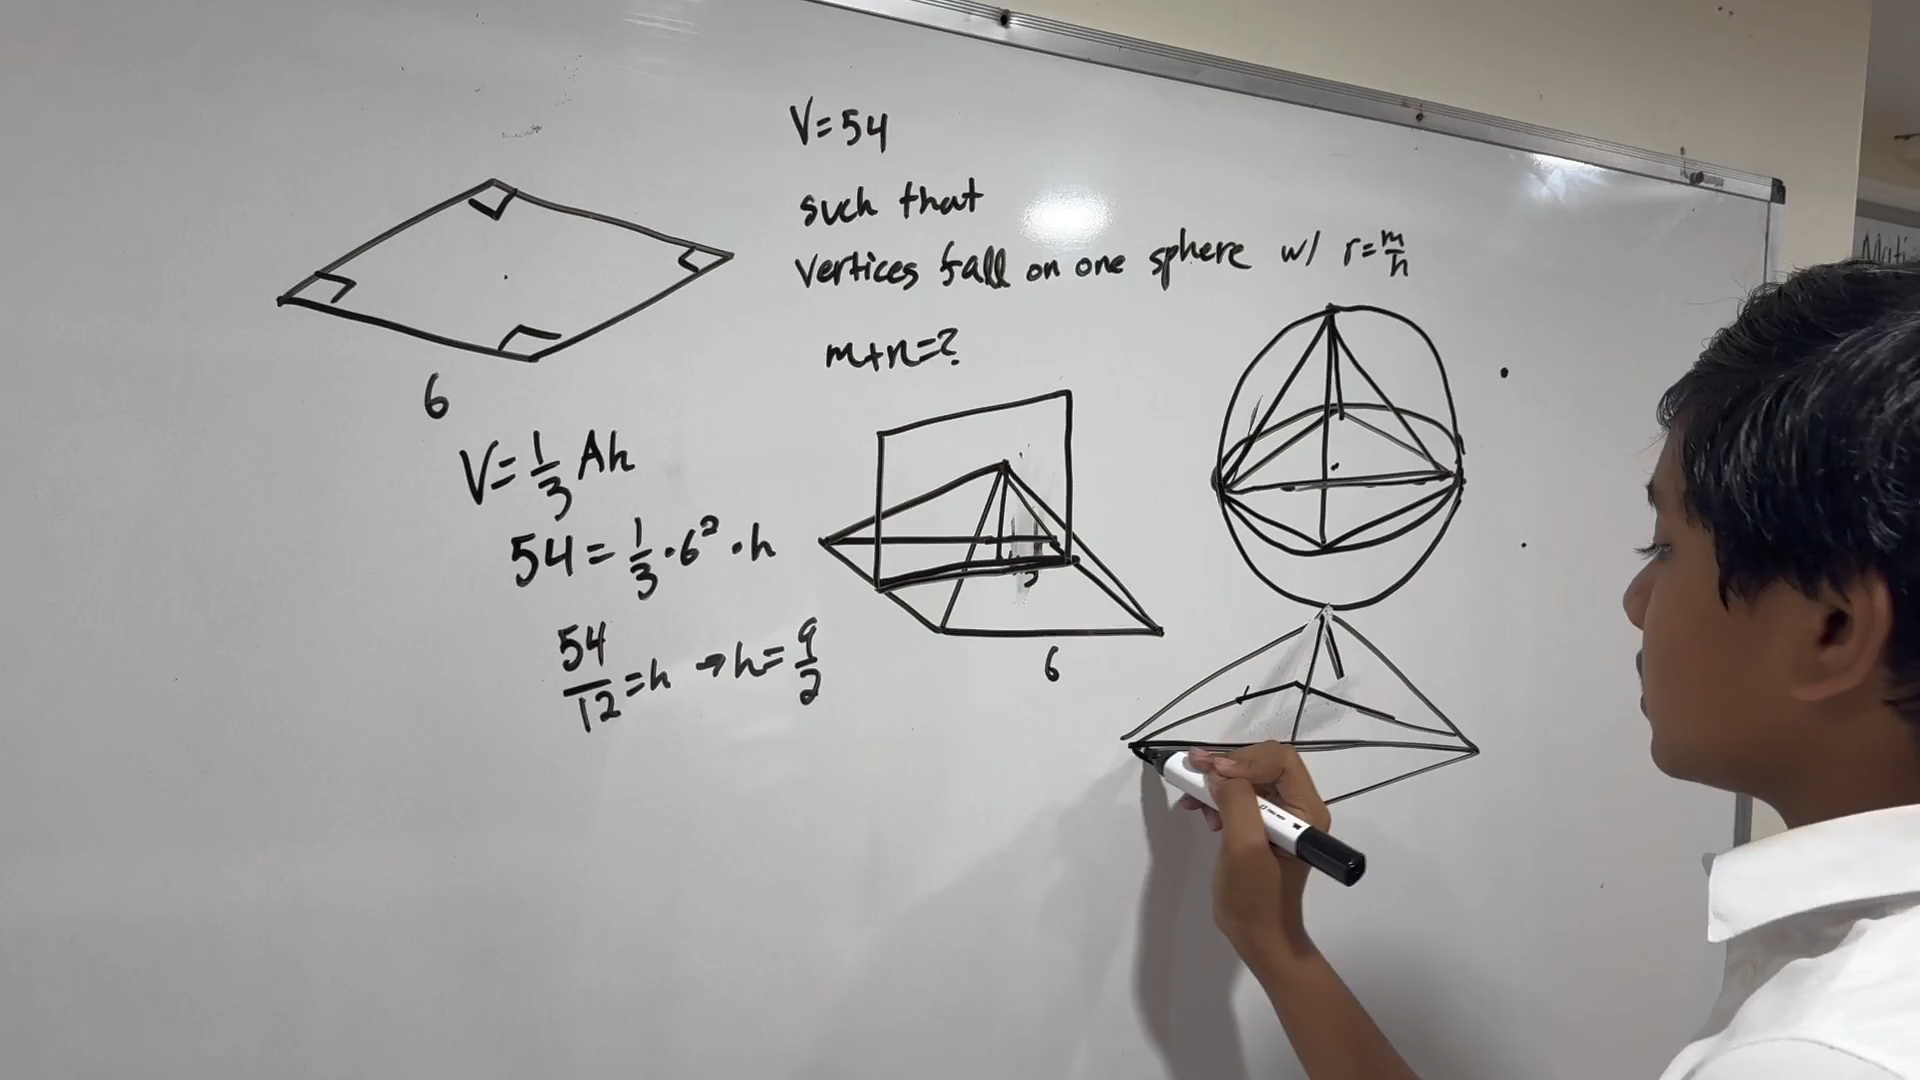 V=54
such that
vertices fall on one sphere w/ r=m/n
m+n=?
6
V=1/3 Ah
54=1/3·6²·h
54/12=h→h=9/2
6